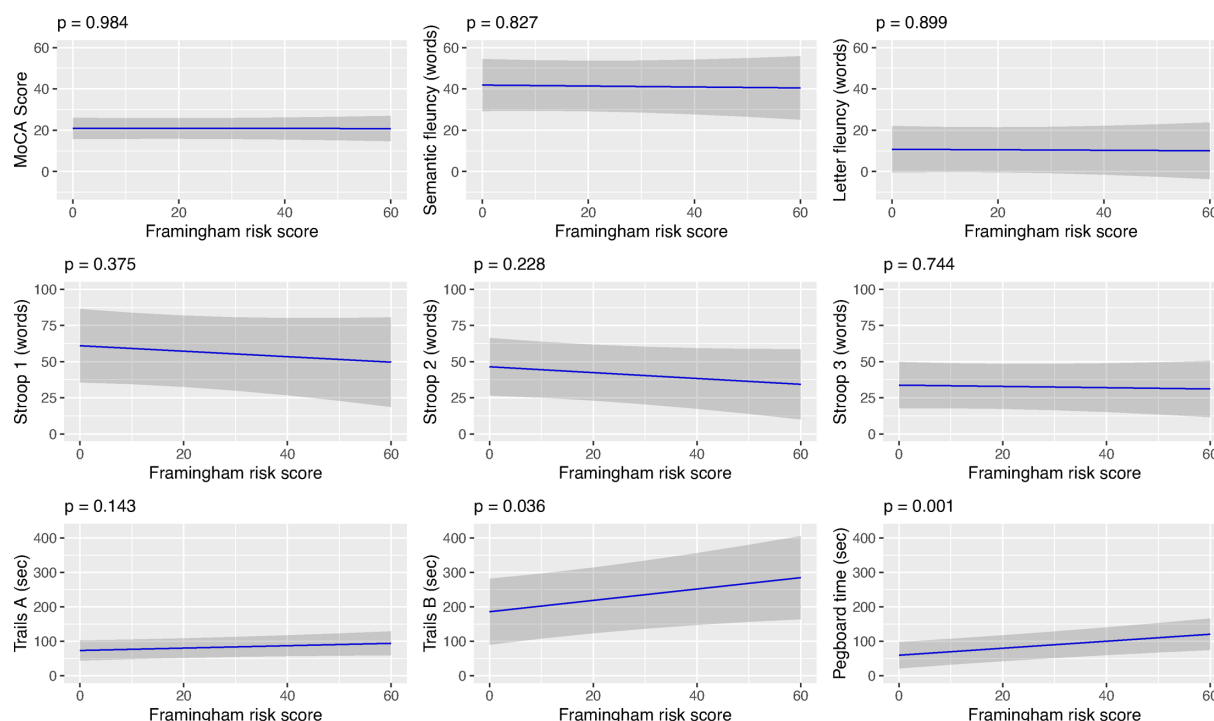 p = 0.984
MoCA Score
60
40
20
0
0 20 40 60
Framingham risk score
p = 0.827
Semantic fleuncy (words)
60
40
20
0
0 20 40 60
Framingham risk score
p = 0.899
Letter fleuncy (words)
60
40
20
0
0 20 40 60
Framingham risk score
p = 0.375
Stroop 1 (words)
100
75
50
25
0
0 20 40 60
Framingham risk score
p = 0.228
Stroop 2 (words)
100
75
50
25
0
0 20 40 60
Framingham risk score
p = 0.744
Stroop 3 (words)
100
75
50
25
0
0 20 40 60
Framingham risk score
p = 0.143
Trails A (sec)
400
300
200
100
0
0 20 40 60
Framingham risk score
p = 0.036
Trails B (sec)
400
300
200
100
0
0 20 40 60
Framingham risk score
p = 0.001
Pegboard time (sec)
400
300
200
100
0
0 20 40 60
Framingham risk score